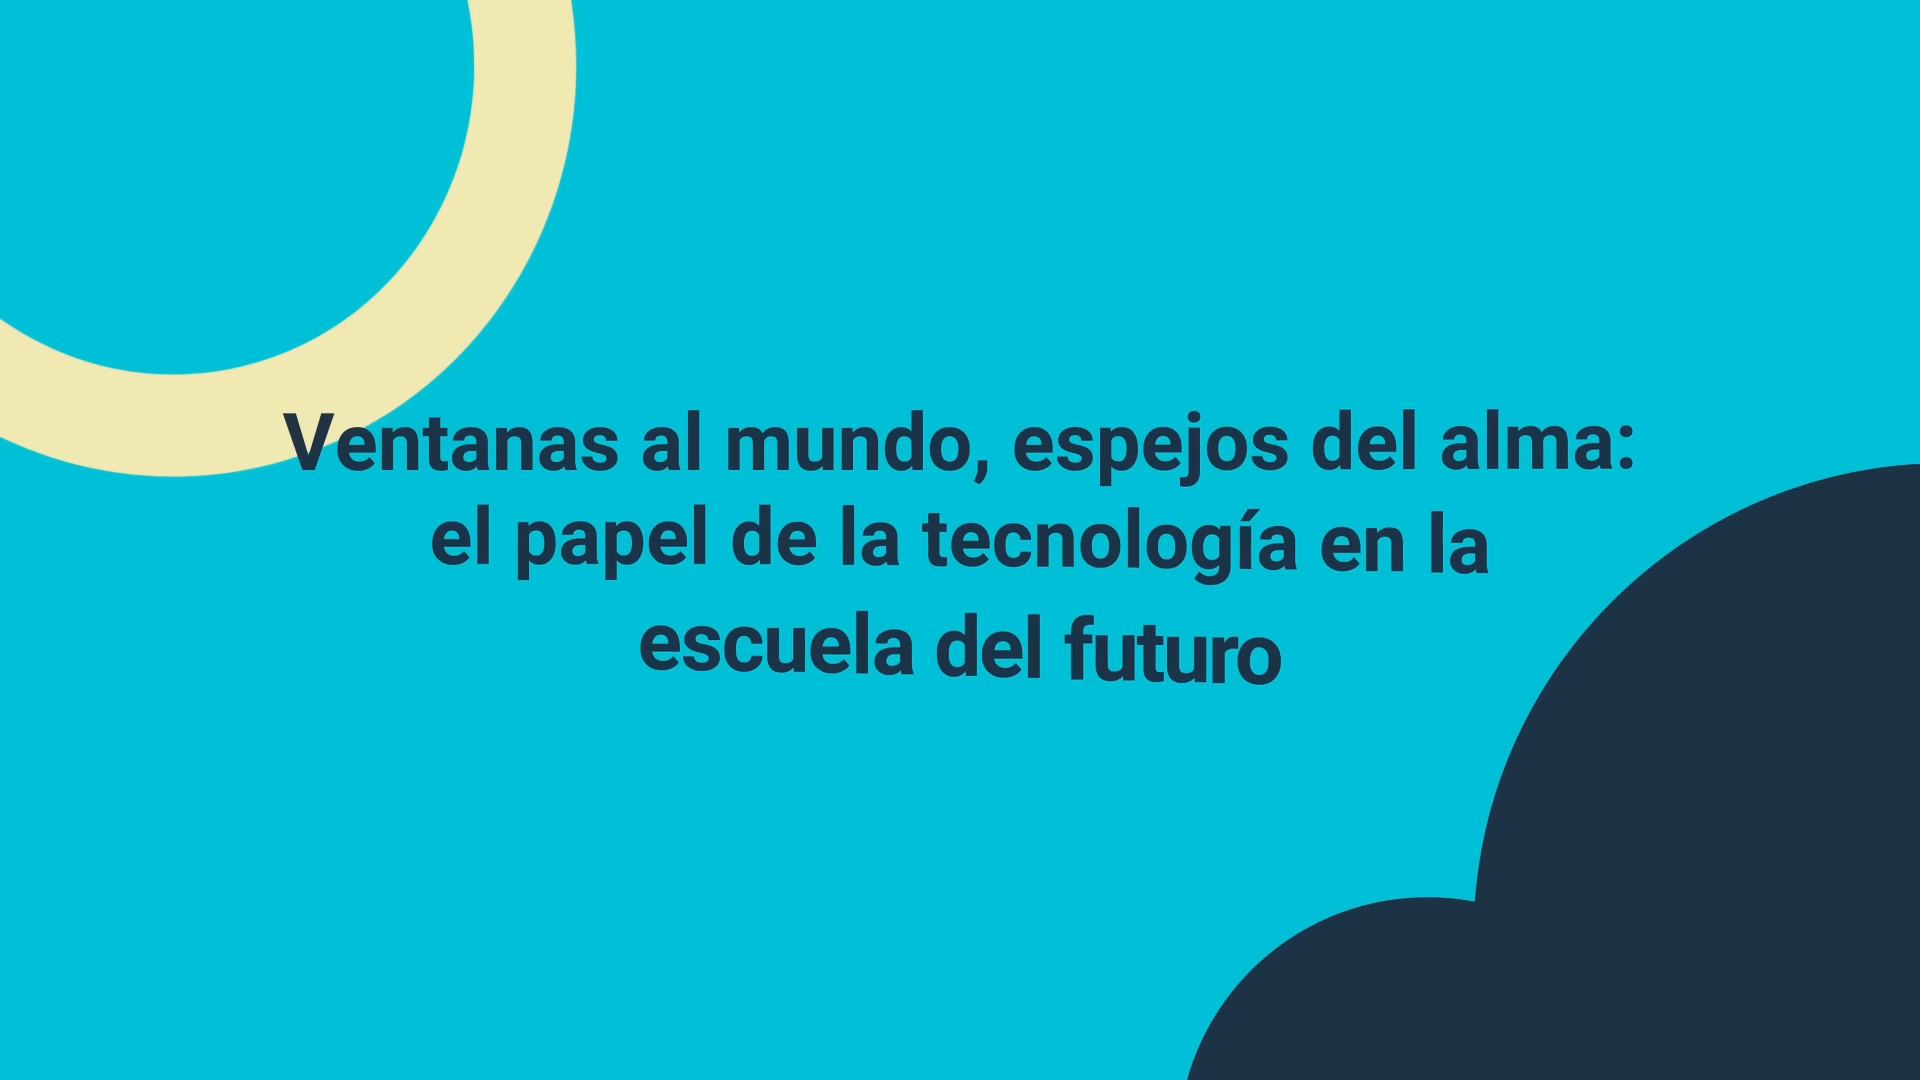 Ventanas al mundo, espejos del alma:
el papel de la tecnología en la
escuela del futuro